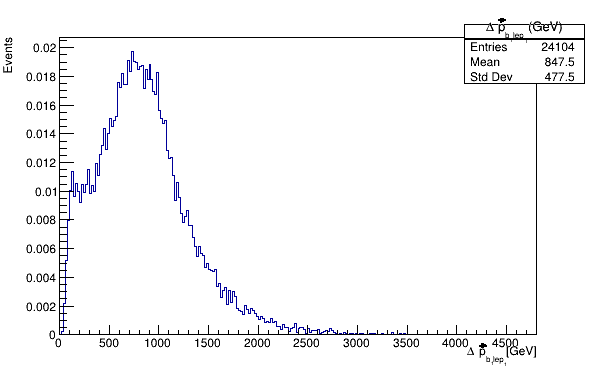 Δ p⃗ b,lep₁ (GeV)
Entries 24104
Mean 847.5
Std Dev 477.5
Events
0.02
0.018
0.016
0.014
0.012
0.01
0.008
0.006
0.004
0.002
0
0 500 1000 1500 2000 2500 3000 3500 4000 4500
Δ p⃗ b,lep₁ [GeV]